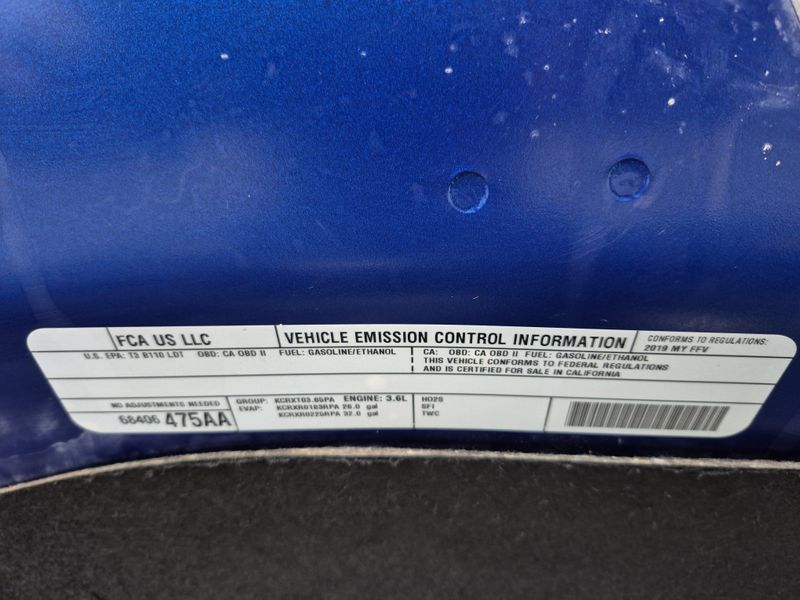 FCA US LLC
VEHICLE EMISSION CONTROL INFORMATION
CONFORMS TO REGULATIONS:
2019 MY FFV
U.S. EPA: T3 B110 LDT OBD: CA OBD II FUEL: GASOLINE/ETHANOL
CA: OBD: CA OBD II FUEL: GASOLINE/ETHANOL
THIS VEHICLE CONFORMS TO FEDERAL REGULATIONS
AND IS CERTIFIED FOR SALE IN CALIFORNIA
NO ADJUSTMENTS NEEDED
68406 475AA
GROUP: KCRXT03.65PA ENGINE: 3.6L
EVAP: KCRXR0183RPA 26.0 gal
KCRXR0225RPA 32.0 gal
HO2S
SFI
TWC